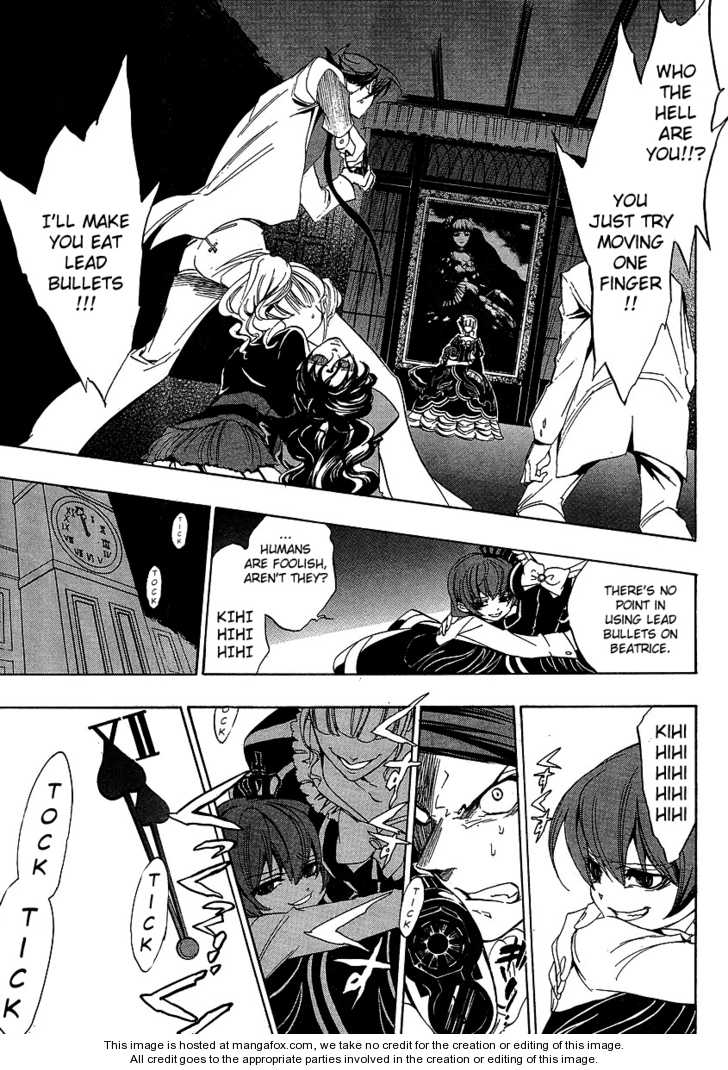 WHO
THE
HELL
ARE
YOU!!?
YOU
JUST TRY
MOVING
ONE
FINGER
!!
I'LL MAKE
YOU EAT
LEAD
BULLETS
!!!
THERE'S NO
POINT IN
USING LEAD
BULLETS ON
BEATRICE.
...
HUMANS
ARE FOOLISH,
AREN'T THEY?
KIHI
HIHI
HIHI
TICK
TOCK
KIHI
HIHI
HIHI
HIHI
HIHI
TICK
TOCK
XII
TICK
TOCK
TICK
This image is hosted at mangafox.com, we take no credit for the creation or editing of this image.
All credit goes to the appropriate parties involved in the creation or editing of this image.